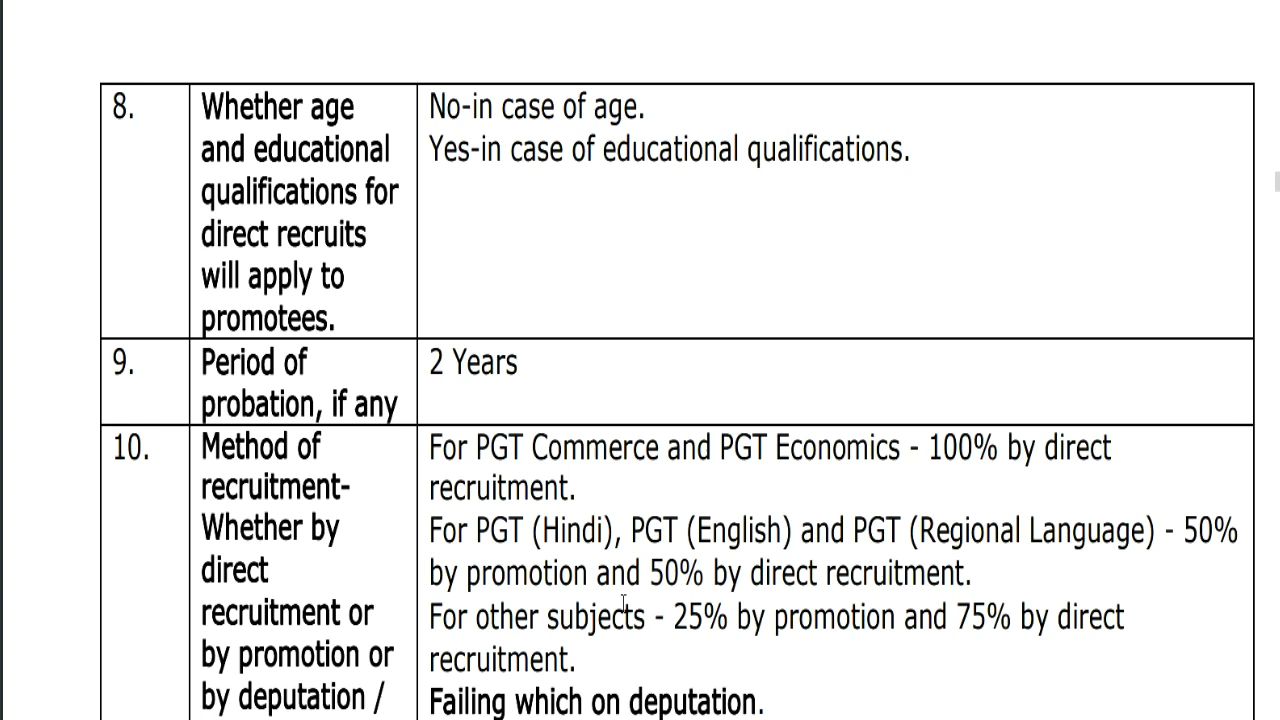 8.
Whether age
and educational
qualifications for
direct recruits
will apply to
promotees.
No-in case of age.
Yes-in case of educational qualifications.
9.
Period of
probation, if any
2 Years
10.
Method of
recruitment-
Whether by
direct
recruitment or
by promotion or
by deputation /
For PGT Commerce and PGT Economics - 100% by direct
recruitment.
For PGT (Hindi), PGT (English) and PGT (Regional Language) - 50%
by promotion and 50% by direct recruitment.
For other subjects - 25% by promotion and 75% by direct
recruitment.
Failing which on deputation.